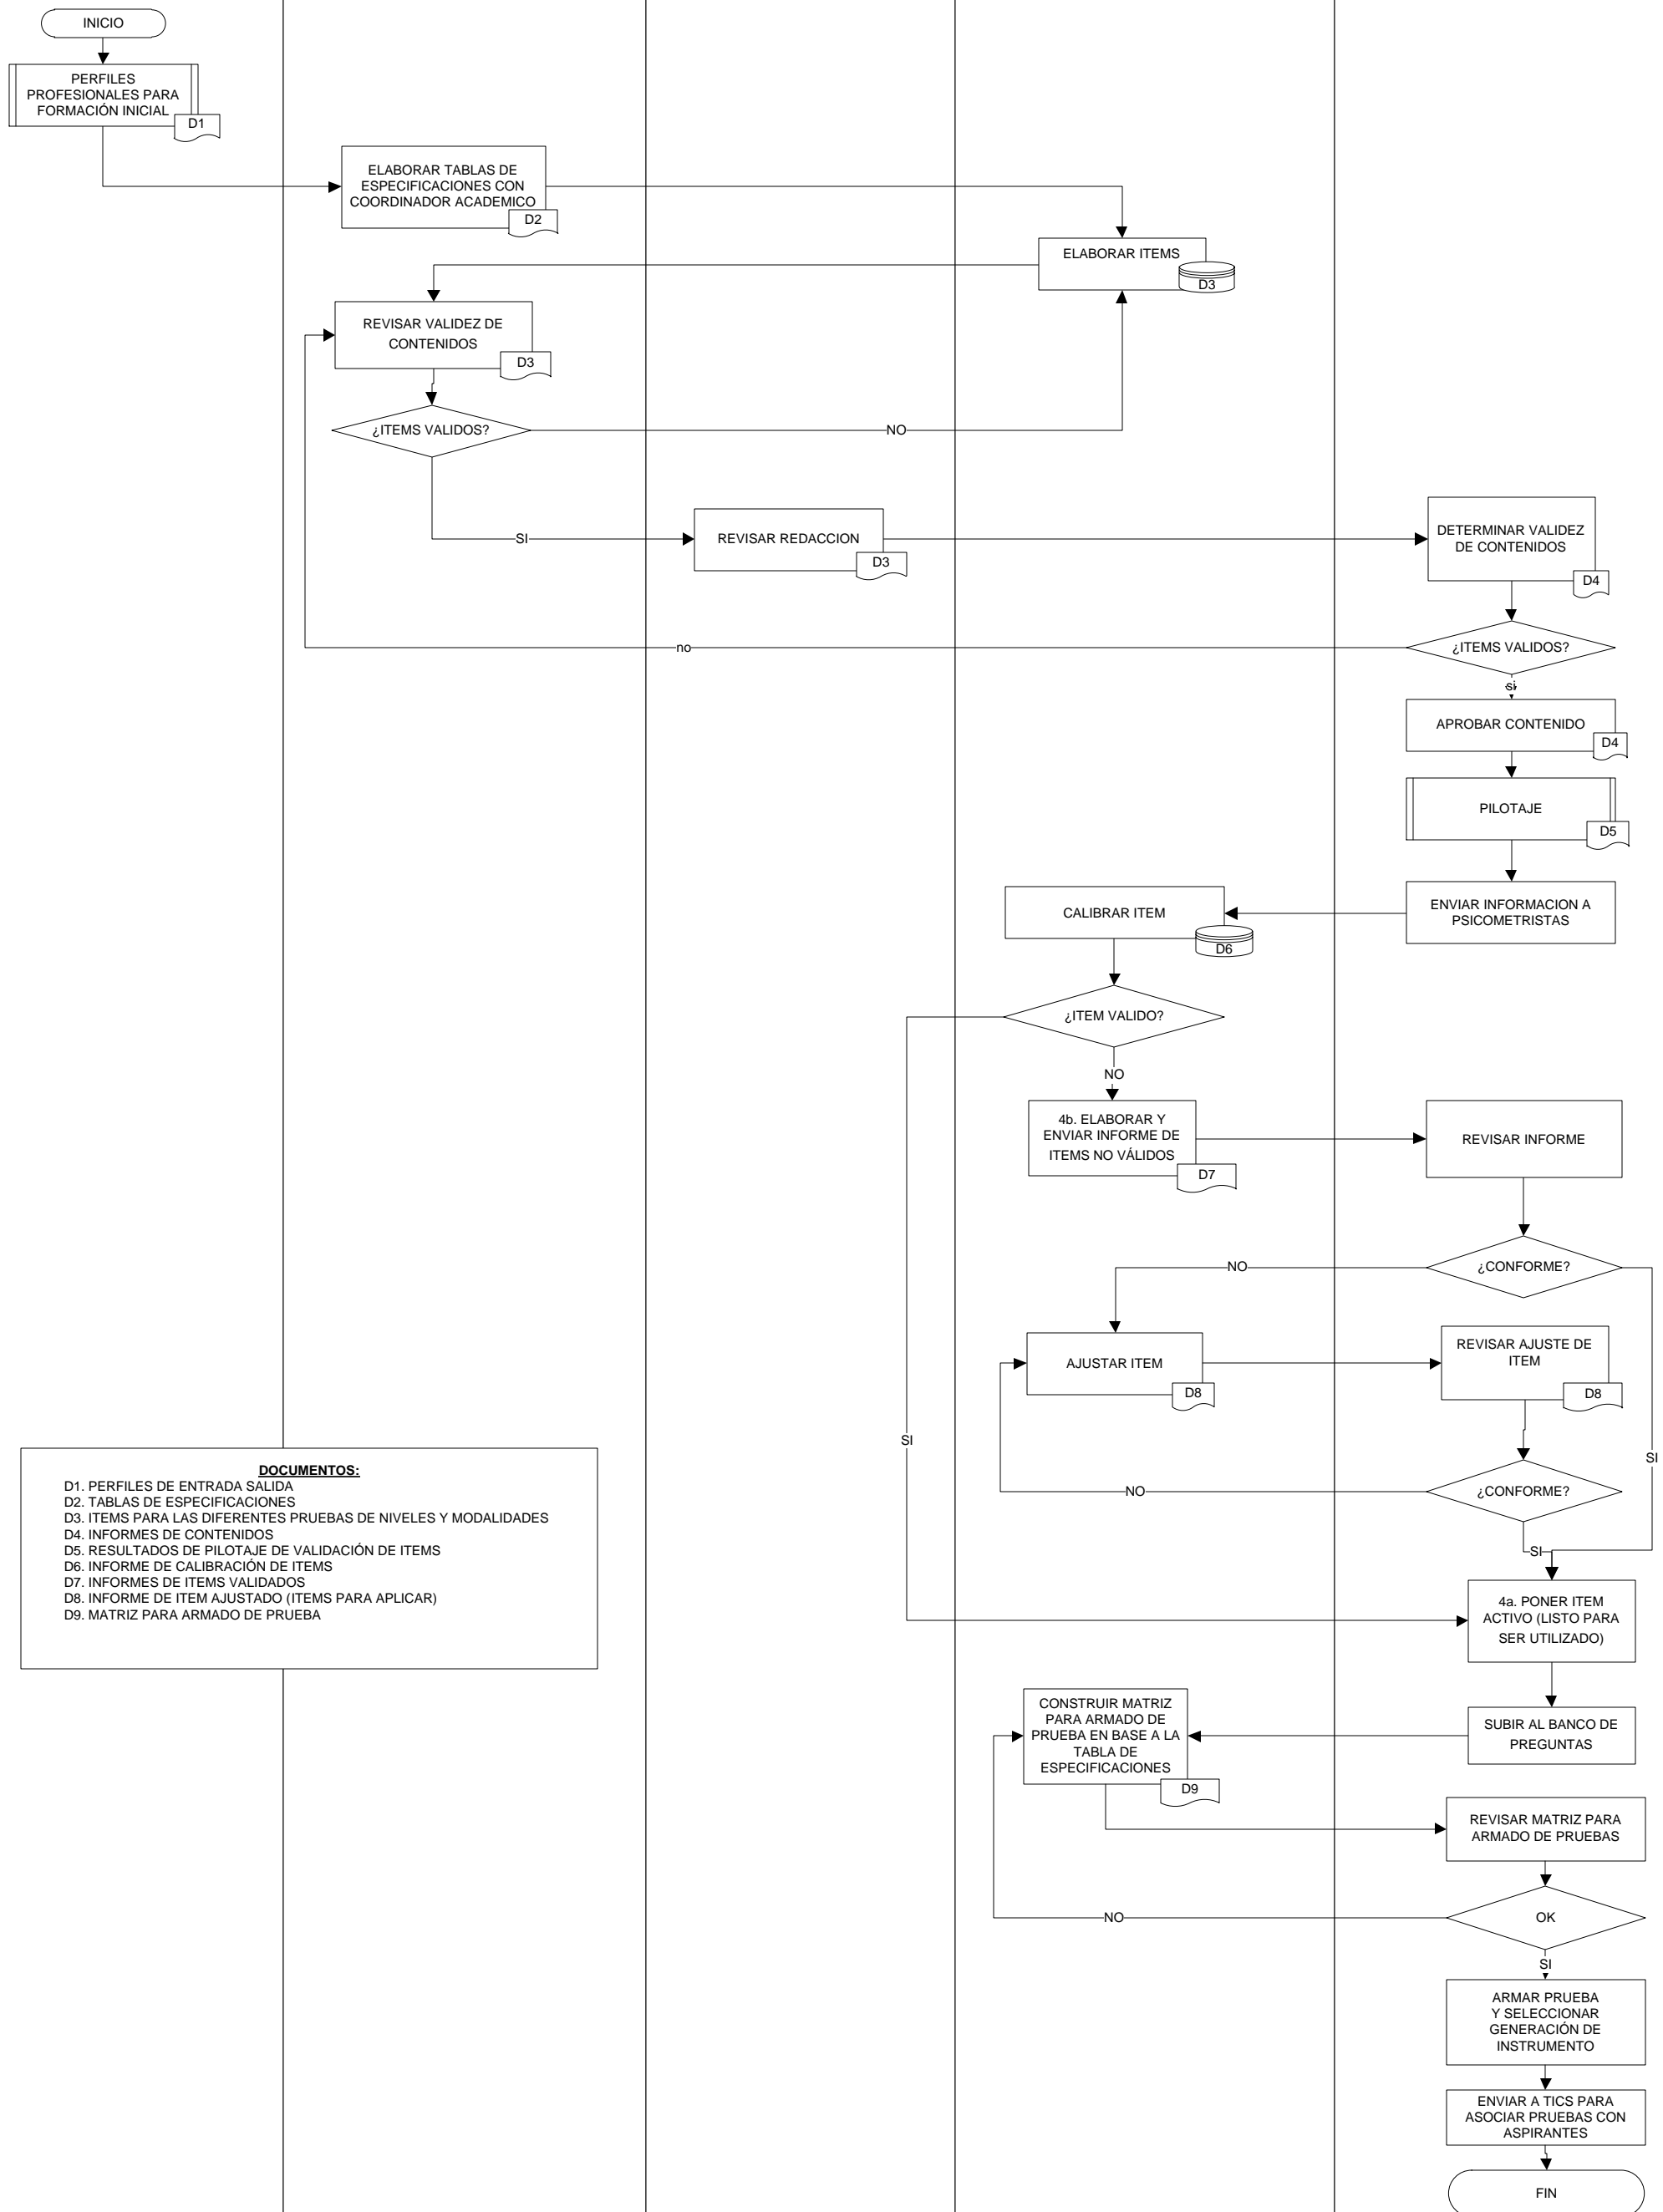 INICIO
PERFILES
PROFESIONALES PARA
FORMACIÓN INICIAL
D1
ELABORAR TABLAS DE
ESPECIFICACIONES CON
COORDINADOR ACADEMICO
D2
ELABORAR ITEMS
D3
REVISAR VALIDEZ DE
CONTENIDOS
D3
¿ITEMS VALIDOS?
NO
SI
REVISAR REDACCION
D3
DETERMINAR VALIDEZ
DE CONTENIDOS
D4
¿ITEMS VALIDOS?
no
si
APROBAR CONTENIDO
D4
PILOTAJE
D5
ENVIAR INFORMACION A
PSICOMETRISTAS
CALIBRAR ITEM
D6
¿ITEM VALIDO?
NO
4b. ELABORAR Y
ENVIAR INFORME DE
ITEMS NO VÁLIDOS
D7
REVISAR INFORME
¿CONFORME?
NO
AJUSTAR ITEM
D8
REVISAR AJUSTE DE
ITEM
D8
SI
SI
¿CONFORME?
NO
SI
DOCUMENTOS:
D1. PERFILES DE ENTRADA SALIDA
D2. TABLAS DE ESPECIFICACIONES
D3. ITEMS PARA LAS DIFERENTES PRUEBAS DE NIVELES Y MODALIDADES
D4. INFORMES DE CONTENIDOS
D5. RESULTADOS DE PILOTAJE DE VALIDACIÓN DE ITEMS
D6. INFORME DE CALIBRACIÓN DE ITEMS
D7. INFORMES DE ITEMS VALIDADOS
D8. INFORME DE ITEM AJUSTADO (ITEMS PARA APLICAR)
D9. MATRIZ PARA ARMADO DE PRUEBA
4a. PONER ITEM
ACTIVO (LISTO PARA
SER UTILIZADO)
SUBIR AL BANCO DE
PREGUNTAS
CONSTRUIR MATRIZ
PARA ARMADO DE
PRUEBA EN BASE A LA
TABLA DE
ESPECIFICACIONES
D9
REVISAR MATRIZ PARA
ARMADO DE PRUEBAS
OK
NO
SI
ARMAR PRUEBA
Y SELECCIONAR
GENERACIÓN DE
INSTRUMENTO
ENVIAR A TICS PARA
ASOCIAR PRUEBAS CON
ASPIRANTES
FIN